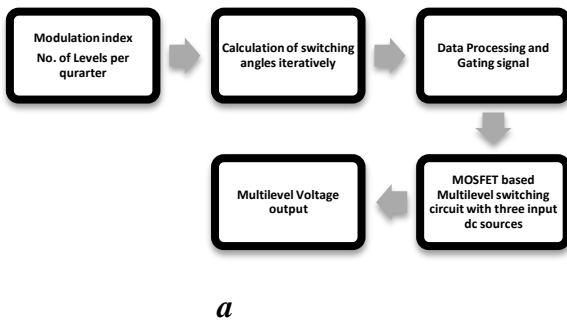 Modulation index
No. of Levels per
qurarter
Calculation of switching
angles iteratively
Data Processing and
Gating signal
MOSFET based
Multilevel switching
circuit with three input
dc sources
Multilevel Voltage
output
a